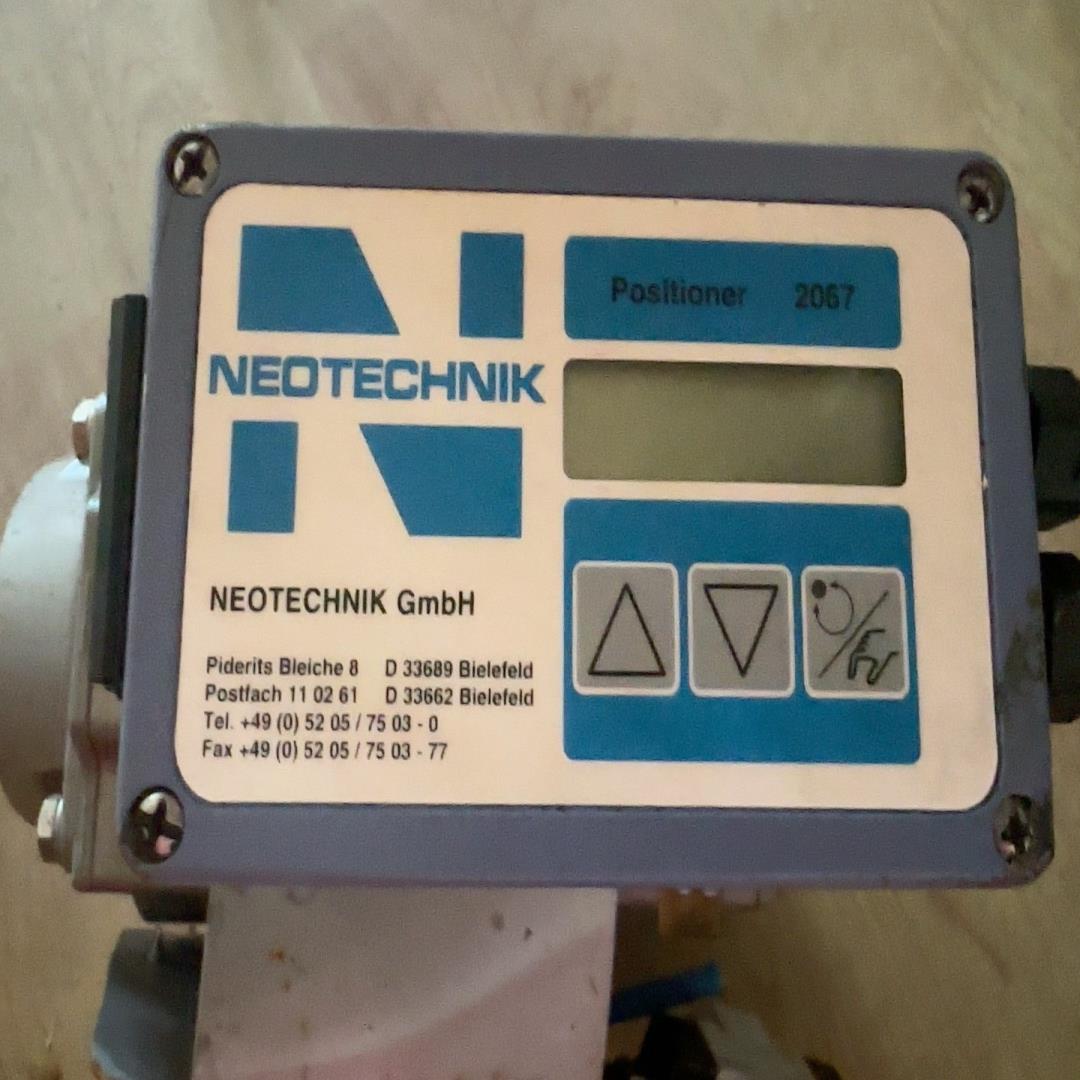 NEOTECHNIK
Positioner 2067
NEOTECHNIK GmbH
Piderits Bleiche 8 D 33689 Bielefeld
Postfach 11 02 61 D 33662 Bielefeld
Tel. +49 (0) 52 05 / 75 03 - 0
Fax +49 (0) 52 05 / 75 03 - 77